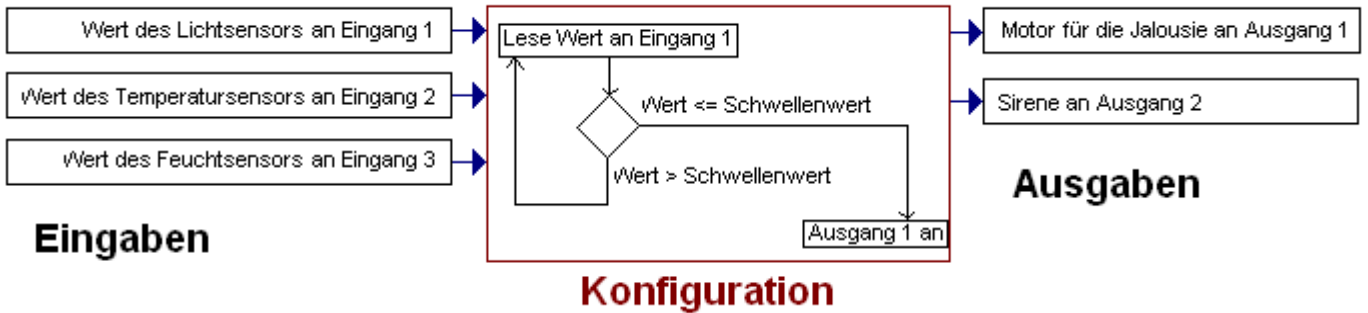 Wert des Lichtsensors an Eingang 1
Wert des Temperatursensors an Eingang 2
Wert des Feuchtsensors an Eingang 3
Eingaben
Lese Wert an Eingang 1
Wert <= Schwellenwert
Wert > Schwellenwert
Ausgang 1 an
Konfiguration
Motor für die Jalousie an Ausgang 1
Sirene an Ausgang 2
Ausgaben